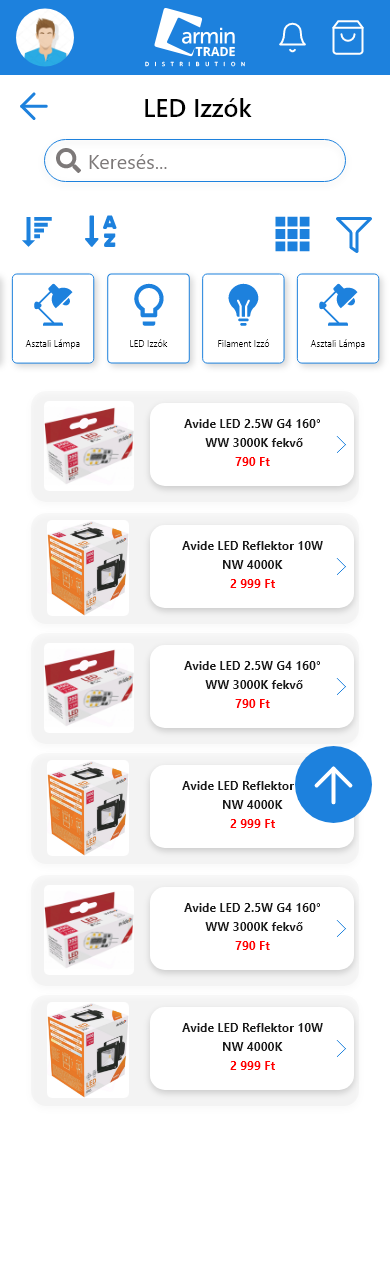 Carmin
TRADE
DISTRIBUTION
LED Izzók
Keresés...
A
Z
Asztali Lámpa
LED Izzók
Filament Izzó
Asztali Lámpa
Avide LED 2.5W G4 160°
WW 3000K fekvő
790 Ft
Avide LED Reflektor 10W
NW 4000K
2 999 Ft
Avide LED 2.5W G4 160°
WW 3000K fekvő
790 Ft
Avide LED Reflektor
NW 4000K
2 999 Ft
Avide LED 2.5W G4 160°
WW 3000K fekvő
790 Ft
Avide LED Reflektor 10W
NW 4000K
2 999 Ft